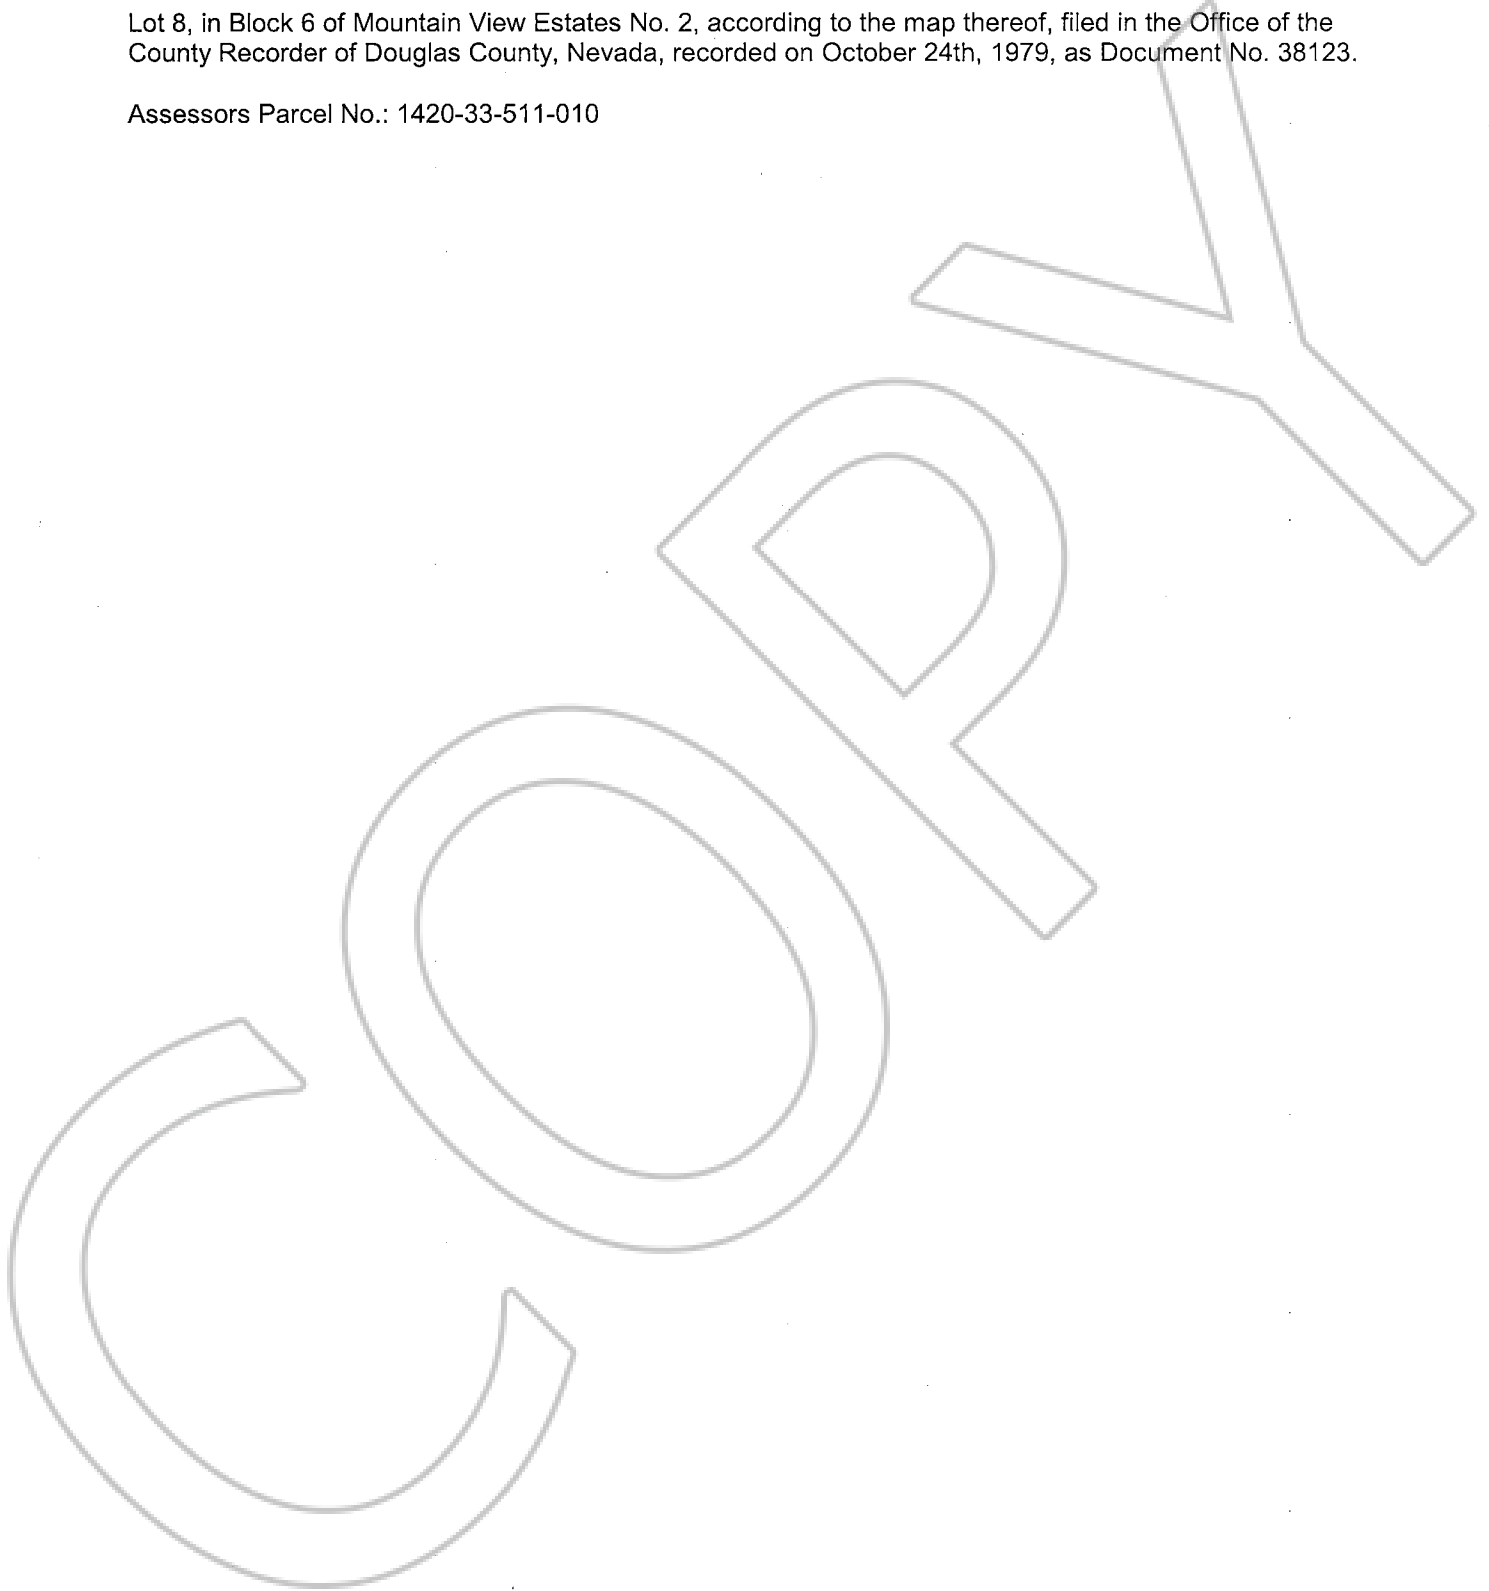 Lot 8, in Block 6 of Mountain View Estates No. 2, according to the map thereof, filed in the Office of the
County Recorder of Douglas County, Nevada, recorded on October 24th, 1979, as Document No. 38123.
Assessors Parcel No.: 1420-33-511-010
COPY